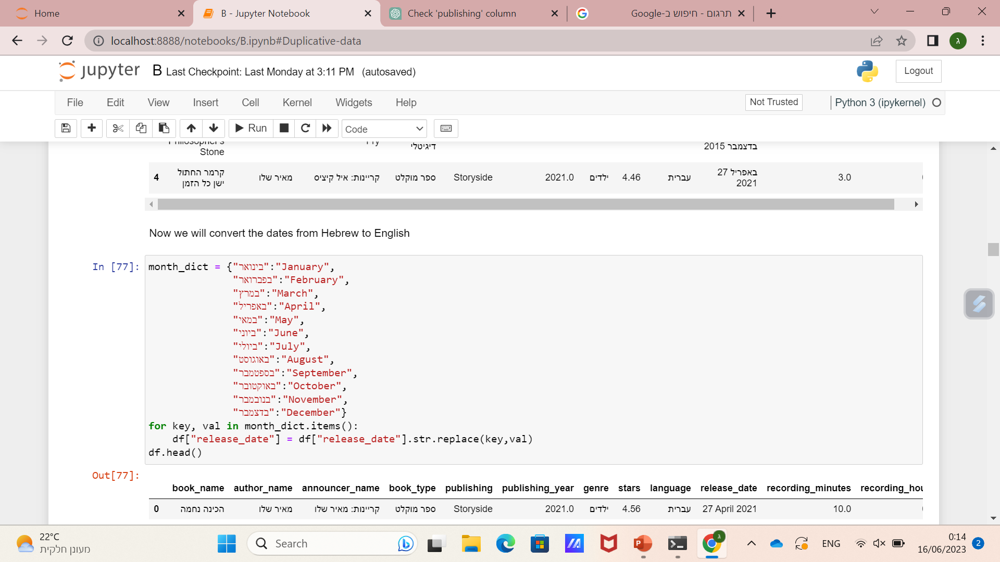 Home
B - Jupyter Notebook
Check 'publishing' column
תרגום - חיפוש ב-Google
localhost:8888/notebooks/B.ipynb#Duplicative-data
ג
jupyter B Last Checkpoint: Last Monday at 3:11 PM (autosaved)
Logout
File Edit View Insert Cell Kernel Widgets Help
Not Trusted
Python 3 (ipykernel)
Run
Code
Philosopher's
Fry
Stone
דיגיטלי
בדצמבר 2015
4 קרמר החתול ישן כל הזמן מאיר שלו קריינות: איל קיציס ספר מוקלט Storyside 2021.0 ילדים 4.46 עברית 27 באפריל 2021 3.0
Now we will convert the dates from Hebrew to English
In [77]:
month_dict = {"בינואר":"January",
"בפברואר":"February",
"במרץ":"March",
"באפריל":"April",
"במאי":"May",
"ביוני":"June",
"ביולי":"July",
"באוגוסט":"August",
"בספטמבר":"September",
"באוקטובר":"October",
"בנובמבר":"November",
"בדצמבר":"December"}
for key, val in month_dict.items():
df["release_date"] = df["release_date"].str.replace(key,val)
df.head()
Out[77]:
book_name author_name announcer_name book_type publishing publishing_year genre stars language release_date recording_minutes recording_hou
0 הכינה נחמה מאיר שלו קריינות: מאיר שלו ספר מוקלט Storyside 2021.0 ילדים 4.56 עברית 27 April 2021 10.0
22°C
מעונן חלקית
Search
ג
ENG
0:14
16/06/2023
2